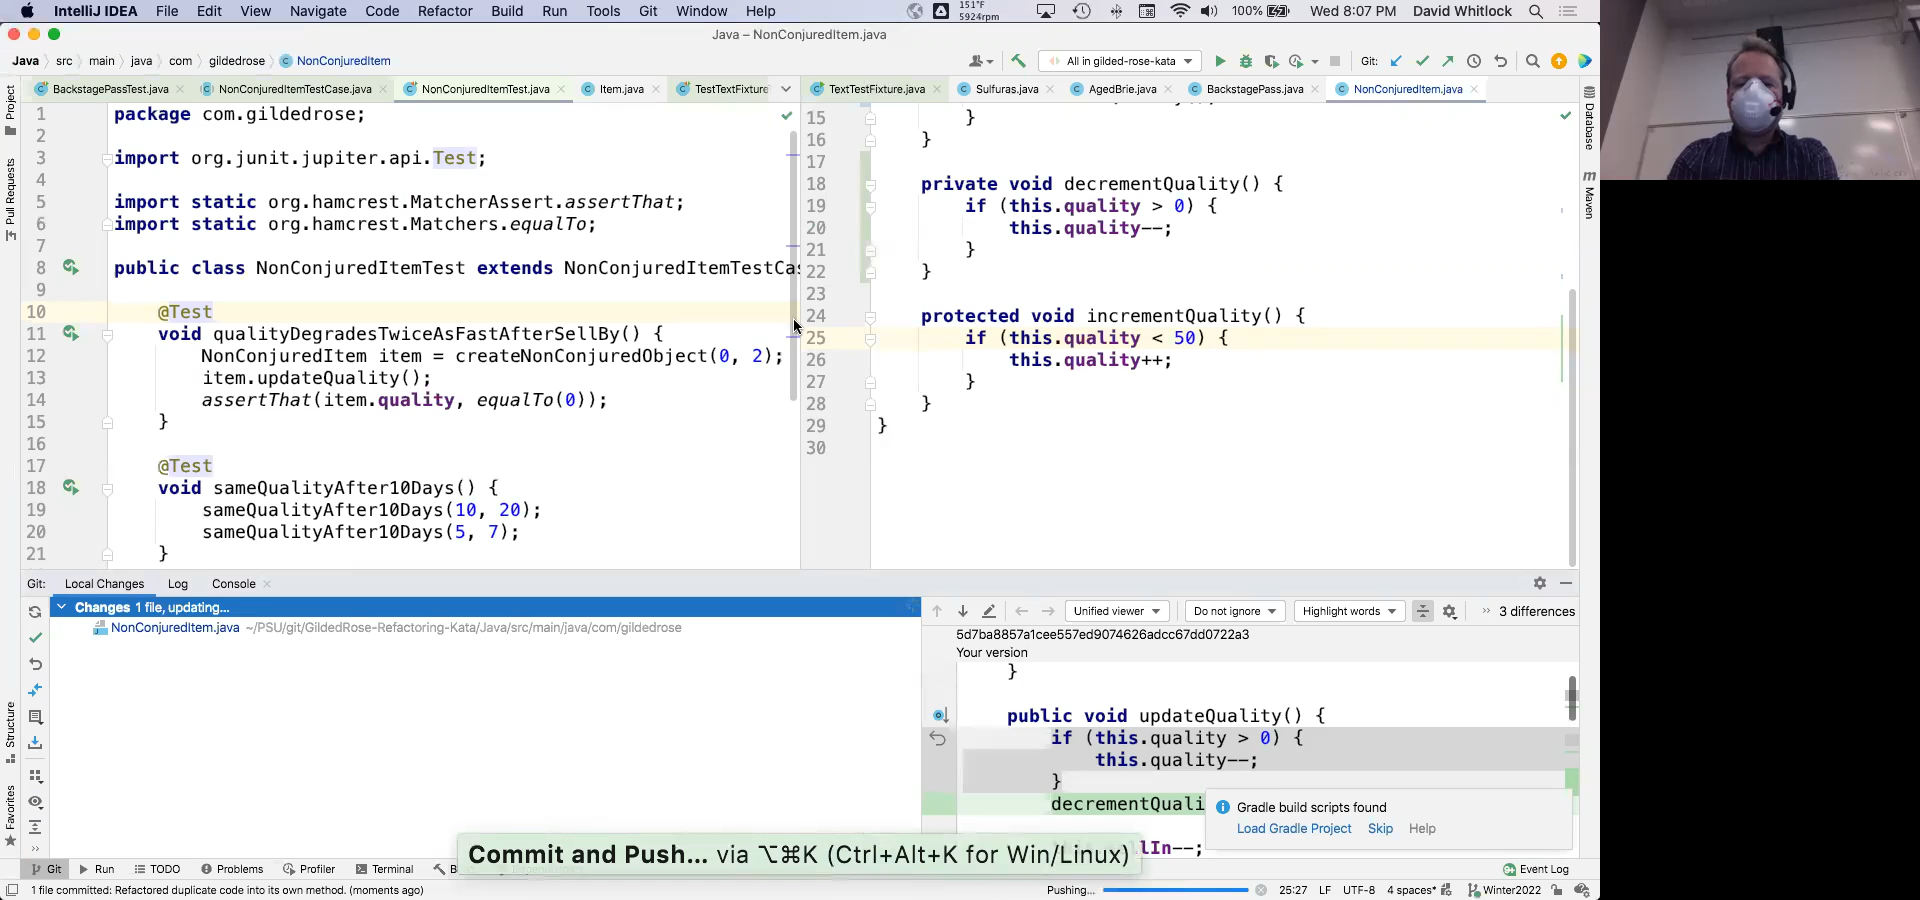 IntelliJ IDEA File Edit View Navigate Code Refactor Build Run Tools Git Window Help 151°F 5924rpm 100% Wed 8:07 PM David Whitlock
Java – NonConjuredItem.java
Java src main java com gildedrose NonConjuredItem All in gilded-rose-kata Git:
BackstagePassTest.java NonConjuredItemTestCase.java NonConjuredItemTest.java Item.java TestTextFixture TextTestFixture.java Sulfuras.java AgedBrie.java BackstagePass.java NonConjuredItem.java
Project
Pull Requests
Structure
Favorites
Database
Maven
1 package com.gildedrose;
2
3 import org.junit.jupiter.api.Test;
4
5 import static org.hamcrest.MatcherAssert.assertThat;
6 import static org.hamcrest.Matchers.equalTo;
7
8 public class NonConjuredItemTest extends NonConjuredItemTestCas
9
10 @Test
11 void qualityDegradesTwiceAsFastAfterSellBy() {
12 NonConjuredItem item = createNonConjuredObject(0, 2);
13 item.updateQuality();
14 assertThat(item.quality, equalTo(0));
15 }
16
17 @Test
18 void sameQualityAfter10Days() {
19 sameQualityAfter10Days(10, 20);
20 sameQualityAfter10Days(5, 7);
21 }
15 }
16 }
17
18 private void decrementQuality() {
19 if (this.quality > 0) {
20 this.quality--;
21 }
22 }
23
24 protected void incrementQuality() {
25 if (this.quality < 50) {
26 this.quality++;
27 }
28 }
29 }
30
Git: Local Changes Log Console
Changes 1 file, updating...
NonConjuredItem.java ~/PSU/git/GildedRose-Refactoring-Kata/Java/src/main/java/com/gildedrose
Unified viewer Do not ignore Highlight words 3 differences
5d7ba8857a1cee557ed9074626adcc67dd0722a3
Your version
}
public void updateQuality() {
if (this.quality > 0) {
this.quality--;
}
decrementQuali
lIn--;
Gradle build scripts found
Load Gradle Project Skip Help
Commit and Push... via ⌥⌘K (Ctrl+Alt+K for Win/Linux)
Git Run TODO Problems Profiler Terminal Event Log
1 file committed: Refactored duplicate code into its own method. (moments ago) Pushing... 25:27 LF UTF-8 4 spaces* Winter2022